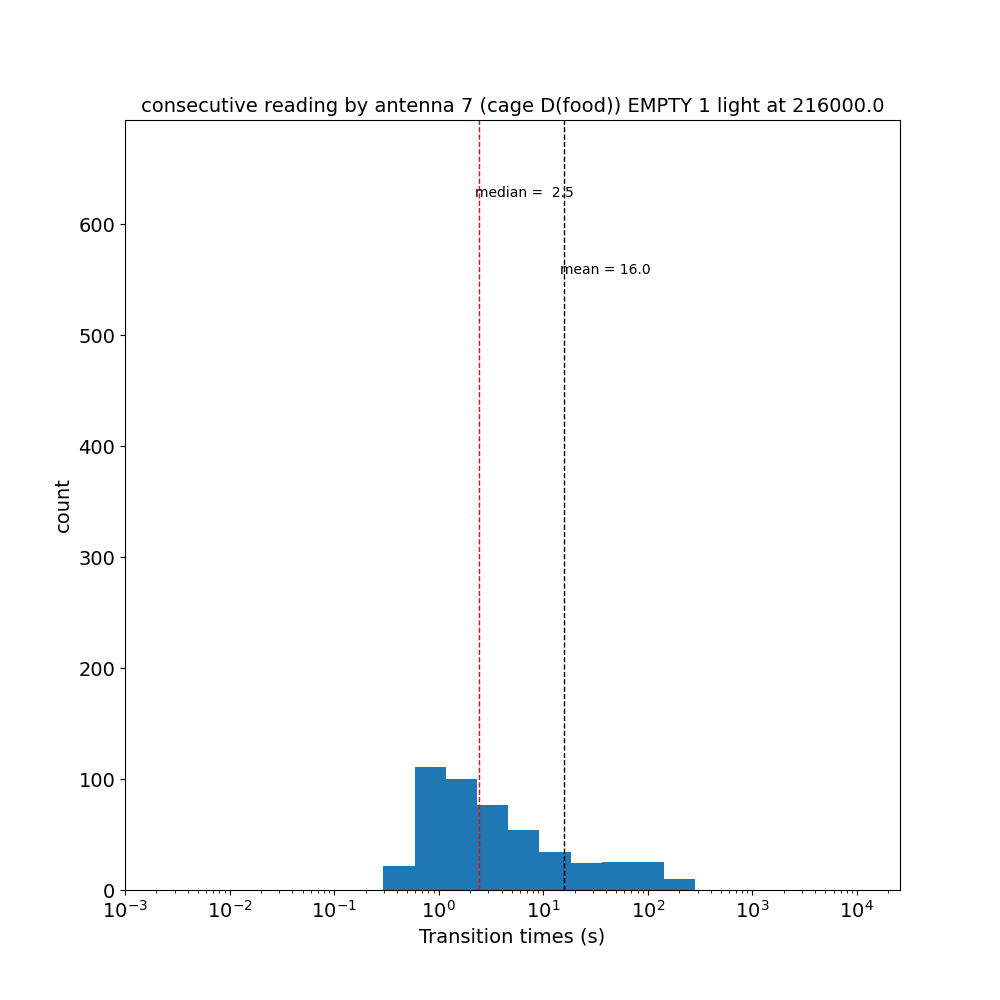 consecutive reading by antenna 7 (cage D(food)) EMPTY 1 light at 216000.0
median =  2.5
mean = 16.0
600
500
400
300
200
100
0
count
10⁻³ 10⁻² 10⁻¹ 10⁰ 10¹ 10² 10³ 10⁴
Transition times (s)